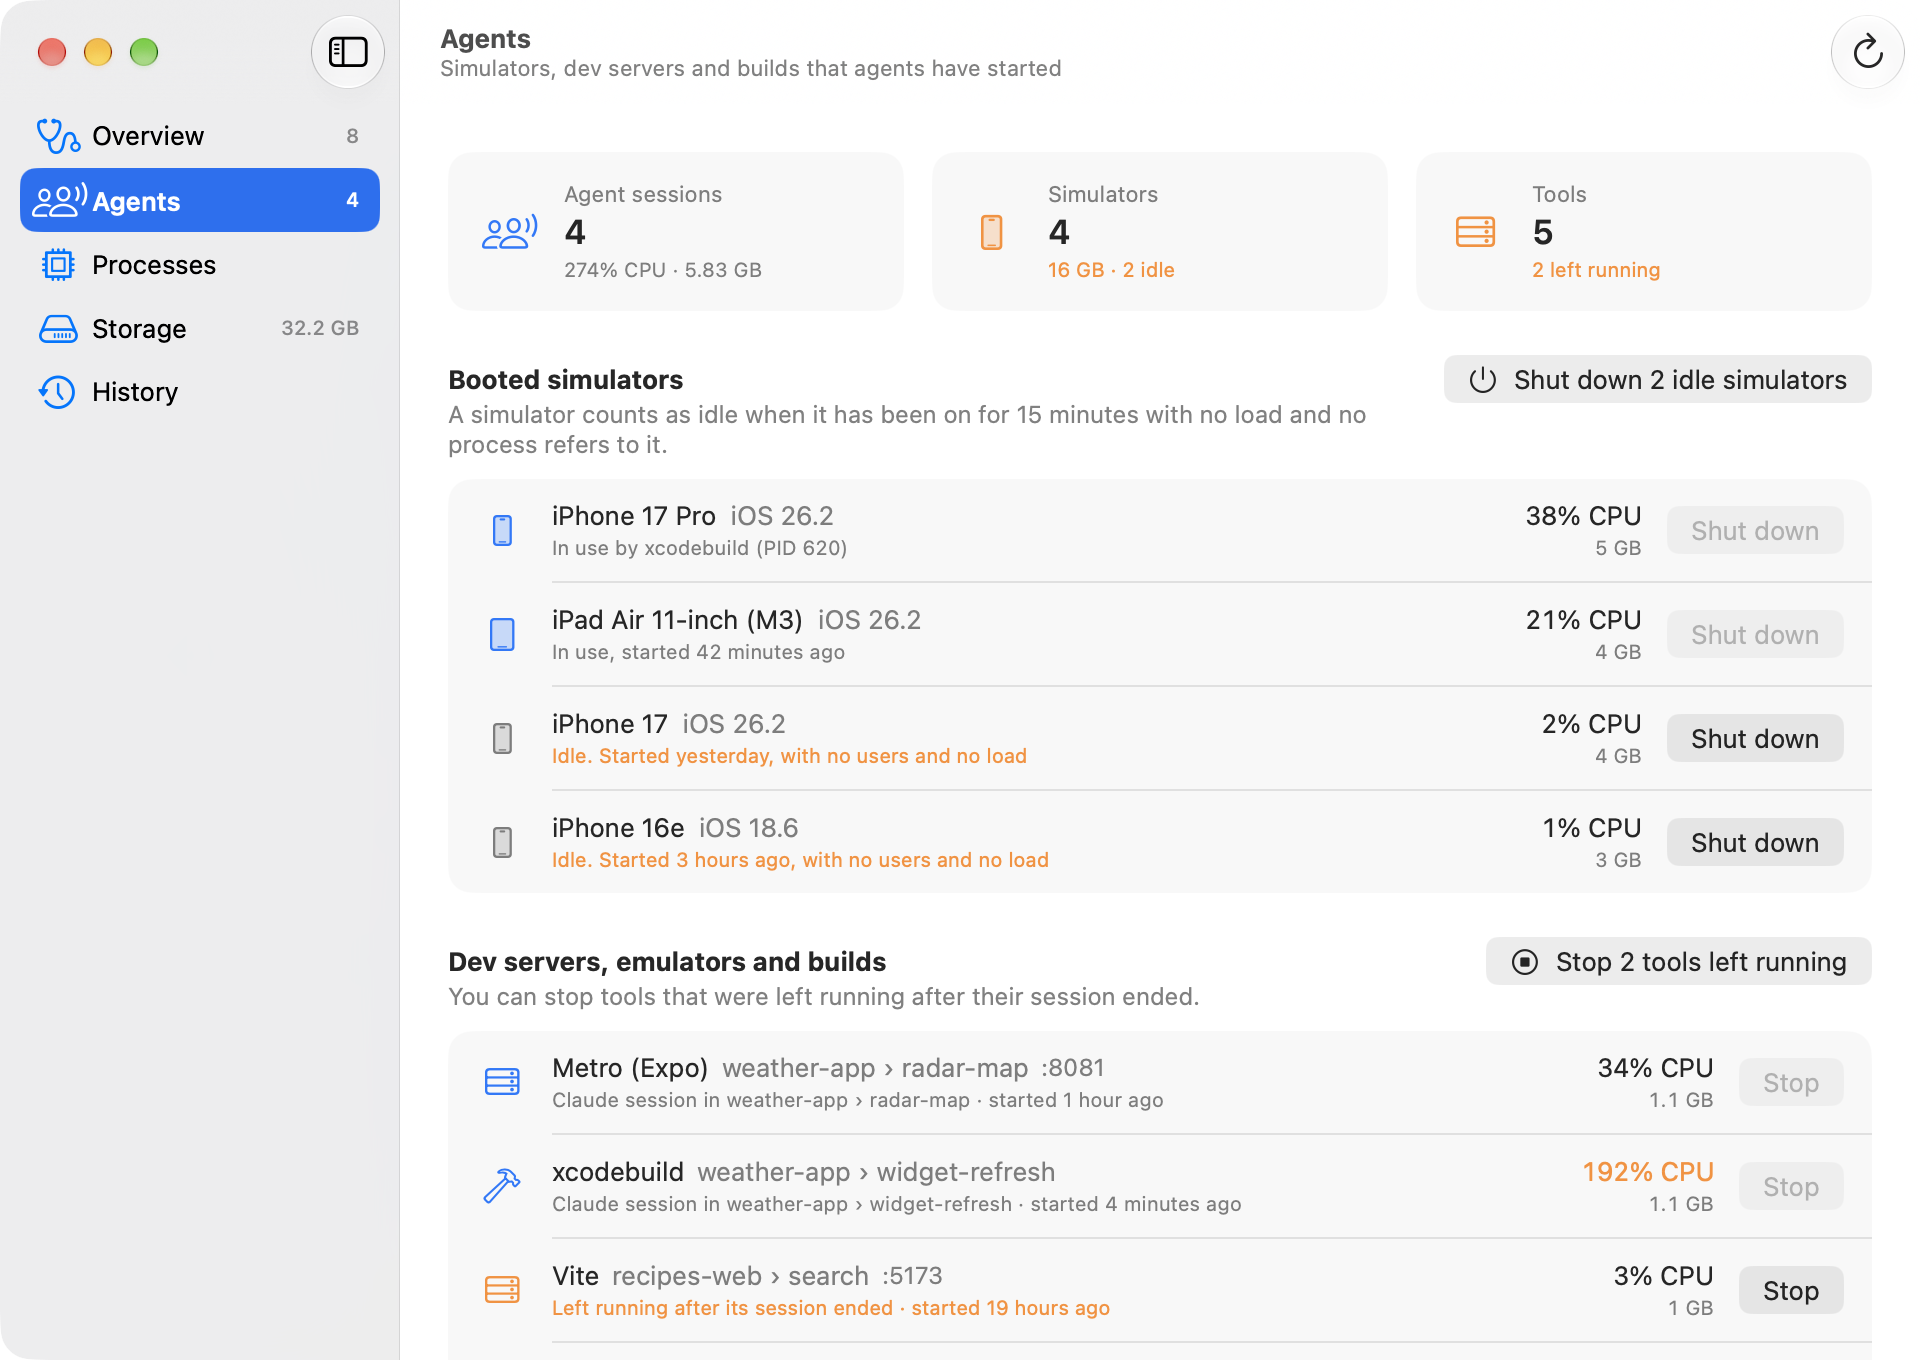 Overview 8
Agents 4
Processes
Storage 32.2 GB
History
Agents
Simulators, dev servers and builds that agents have started
Agent sessions
4
274% CPU · 5.83 GB
Simulators
4
16 GB · 2 idle
Tools
5
2 left running
Booted simulators
Shut down 2 idle simulators
A simulator counts as idle when it has been on for 15 minutes with no load and no
process refers to it.
iPhone 17 Pro iOS 26.2
In use by xcodebuild (PID 620)
38% CPU
5 GB
Shut down
iPad Air 11-inch (M3) iOS 26.2
In use, started 42 minutes ago
21% CPU
4 GB
Shut down
iPhone 17 iOS 26.2
Idle. Started yesterday, with no users and no load
2% CPU
4 GB
Shut down
iPhone 16e iOS 18.6
Idle. Started 3 hours ago, with no users and no load
1% CPU
3 GB
Shut down
Dev servers, emulators and builds
Stop 2 tools left running
You can stop tools that were left running after their session ended.
Metro (Expo) weather-app › radar-map :8081
Claude session in weather-app › radar-map · started 1 hour ago
34% CPU
1.1 GB
Stop
xcodebuild weather-app › widget-refresh
Claude session in weather-app › widget-refresh · started 4 minutes ago
192% CPU
1.1 GB
Stop
Vite recipes-web › search :5173
Left running after its session ended · started 19 hours ago
3% CPU
1 GB
Stop